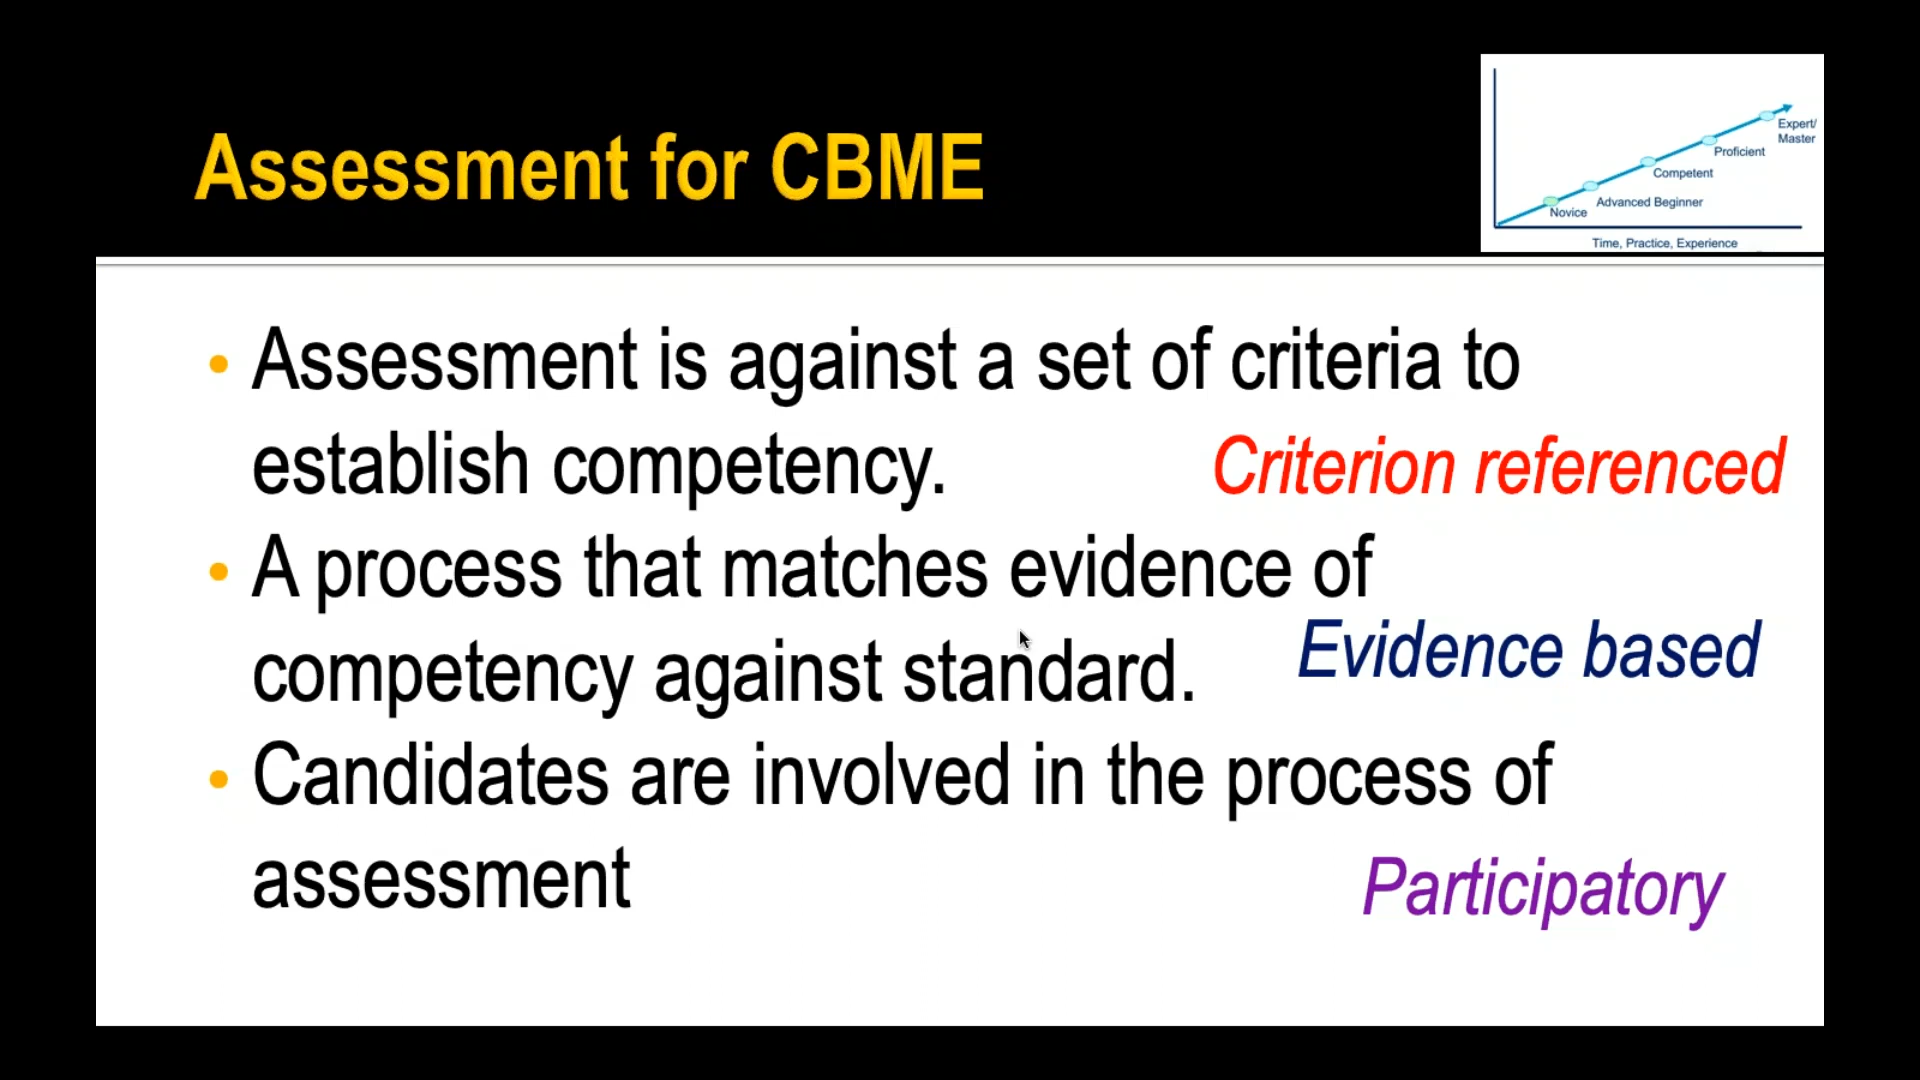 Assessment for CBME
Expert/
Master
Proficient
Competent
Advanced Beginner
Novice
Time, Practice, Experience
• Assessment is against a set of criteria to
establish competency.
Criterion referenced
• A process that matches evidence of
competency against standard.
Evidence based
• Candidates are involved in the process of
assessment
Participatory